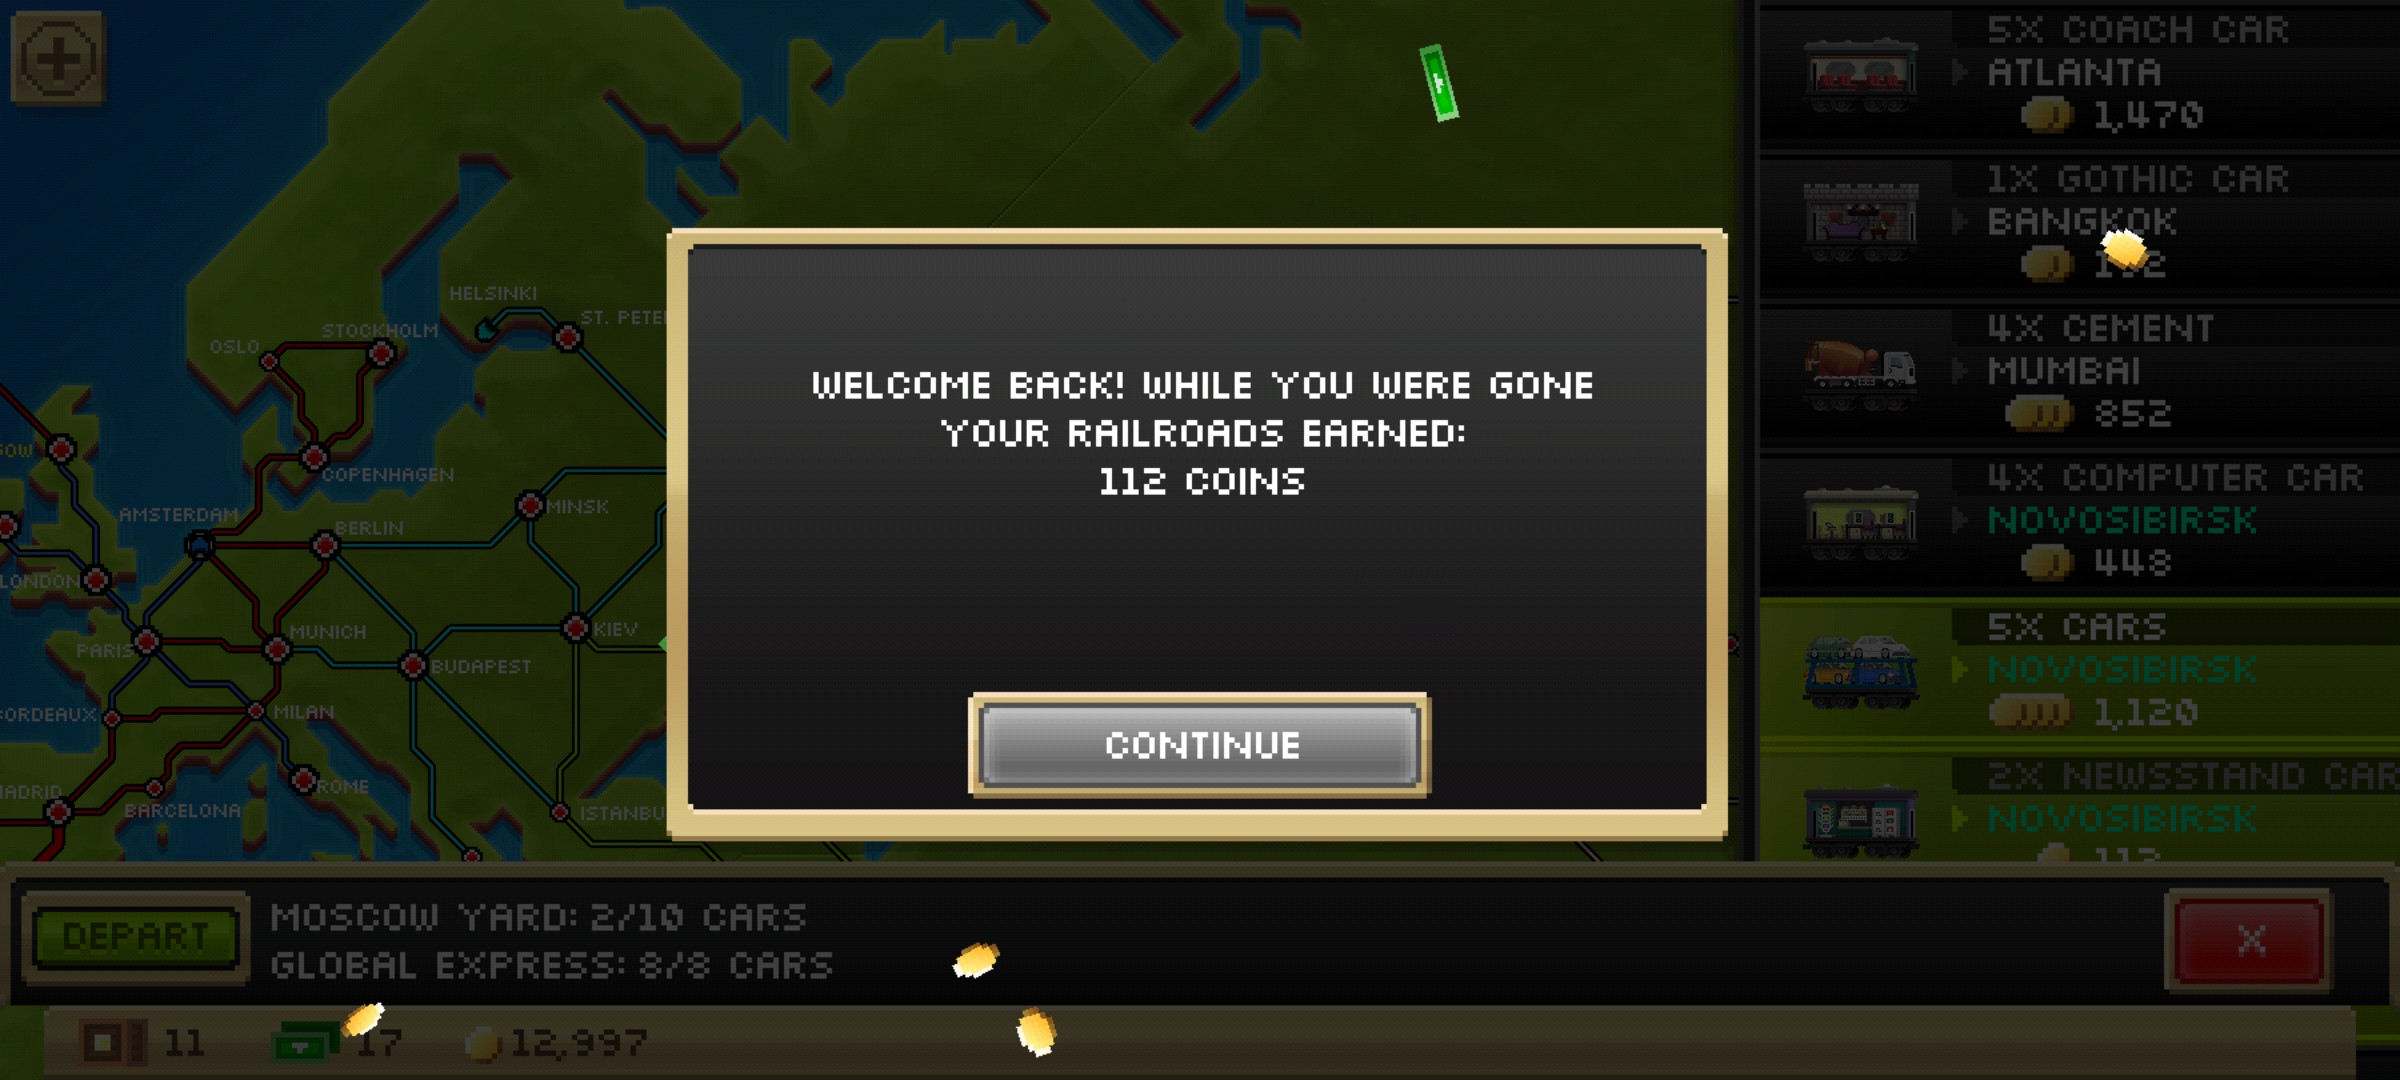 WELCOME BACK! WHILE YOU WERE GONE
YOUR RAILROADS EARNED:
112 COINS
CONTINUE
HELSINKI
STOCKHOLM
OSLO
COPENHAGEN
AMSTERDAM
BERLIN
MINSK
LONDON
MUNICH
KIEV
PARIS
BUDAPEST
MILAN
ROME
BARCELONA
5X COACH CAR
ATLANTA
1,470
1X GOTHIC CAR
BANGKOK
4X CEMENT
MUMBAI
852
4X COMPUTER CAR
NOVOSIBIRSK
448
5X CARS
NOVOSIBIRSK
1,120
2X NEWSSTAND CAR
NOVOSIBIRSK
DEPART
MOSCOW YARD: 2/10 CARS
GLOBAL EXPRESS: 8/8 CARS
X
11
17
12,997